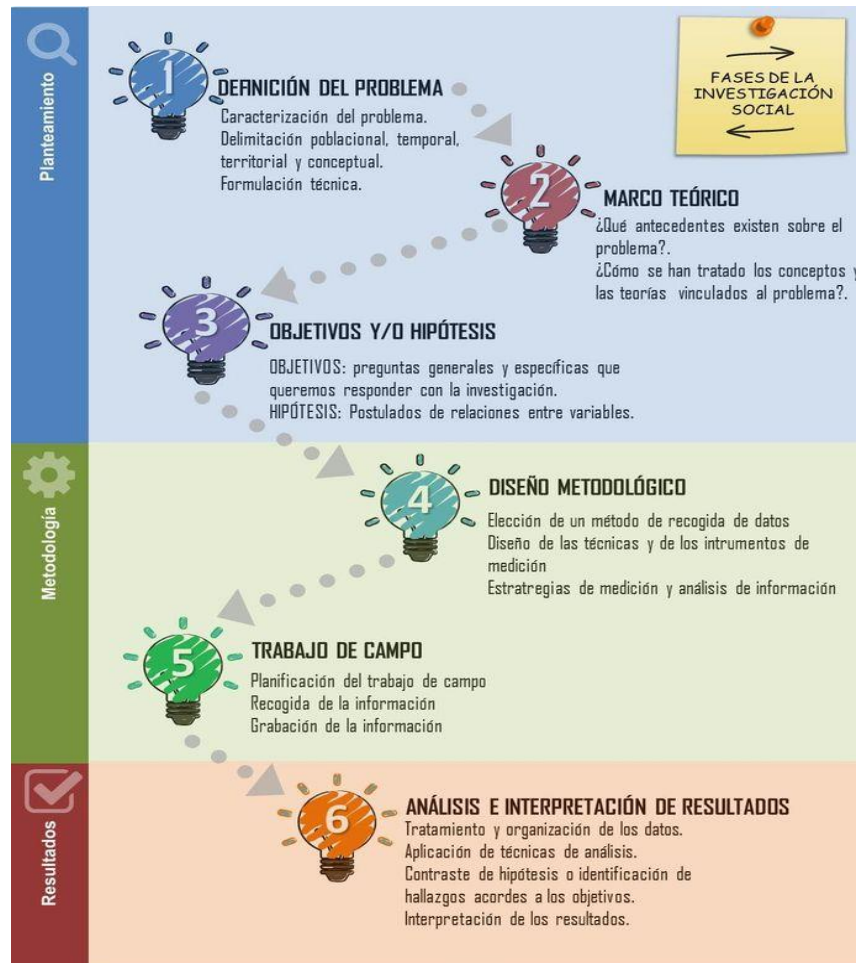 Planteamiento
FASES DE LA
INVESTIGACIÓN
SOCIAL
1
DEFINICIÓN DEL PROBLEMA
Caracterización del problema.
Delimitación poblacional, temporal,
territorial y conceptual.
Formulación técnica.
2
MARCO TEÓRICO
¿Qué antecedentes existen sobre el
problema?.
¿Cómo se han tratado los conceptos y
las teorías vinculados al problema?.
3
OBJETIVOS Y/O HIPÓTESIS
OBJETIVOS: preguntas generales y específicas que
queremos responder con la investigación.
HIPÓTESIS: Postulados de relaciones entre variables.
Metodología
4
DISEÑO METODOLÓGICO
Elección de un método de recogida de datos
Diseño de las técnicas y de los intrumentos de
medición
Estratregias de medición y análisis de información
5
TRABAJO DE CAMPO
Planificación del trabajo de campo
Recogida de la información
Grabación de la información
Resultados
6
ANÁLISIS E INTERPRETACIÓN DE RESULTADOS
Tratamiento y organización de los datos.
Aplicación de técnicas de análisis.
Contraste de hipótesis o identificación de
hallazgos acordes a los objetivos.
Interpretación de los resultados.